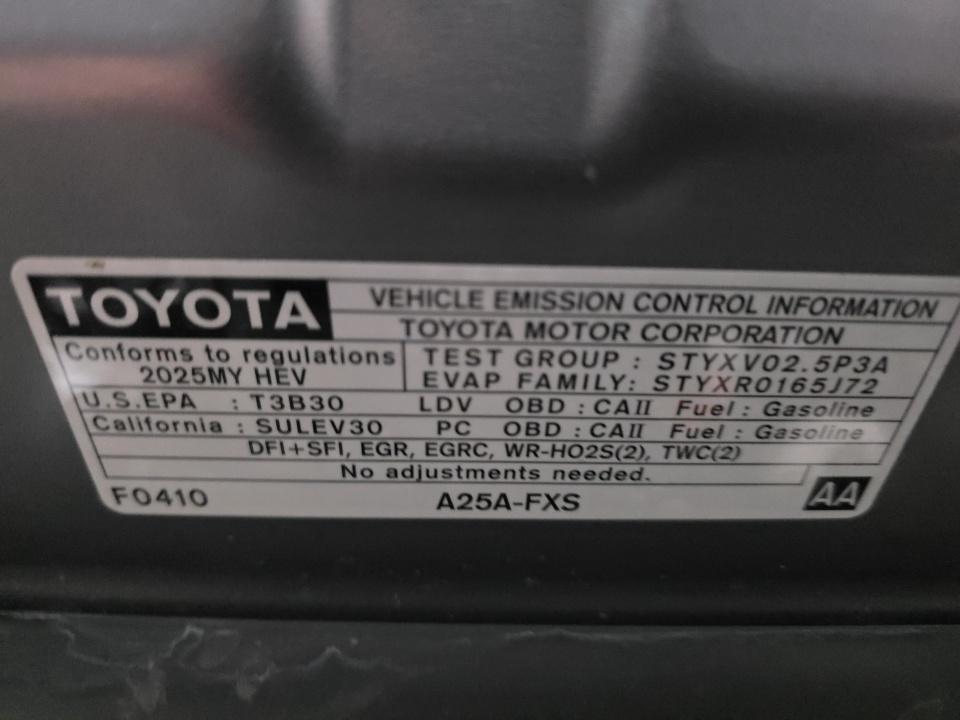 TOYOTA
VEHICLE EMISSION CONTROL INFORMATION
TOYOTA MOTOR CORPORATION
Conforms to regulations
2025MY HEV
TEST GROUP : STYXV02.5P3A
EVAP FAMILY: STYXR0165J72
U.S.EPA : T3B30 LDV OBD : CAII Fuel : Gasoline
California : SULEV30 PC OBD : CAII Fuel : Gasoline
DFI+SFI, EGR, EGRC, WR-HO2S(2), TWC(2)
No adjustments needed.
F0410 A25A-FXS AA